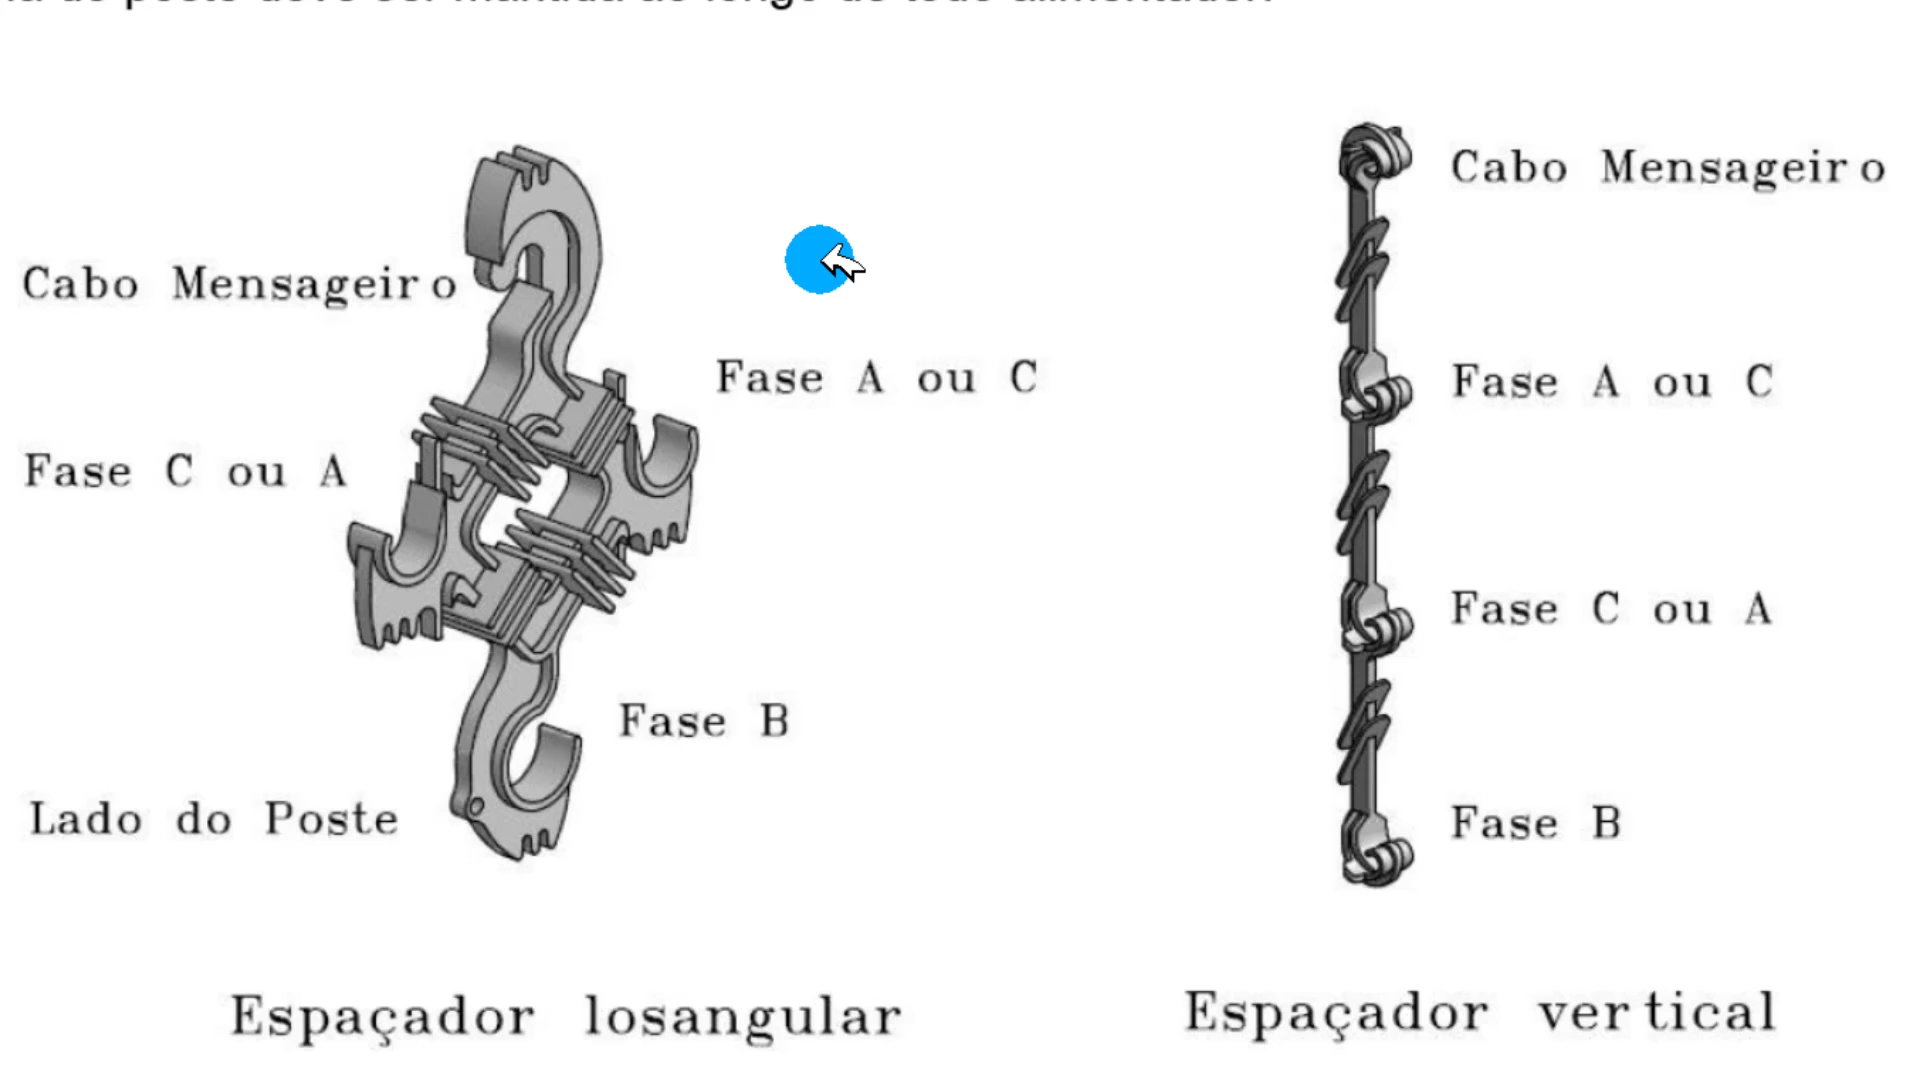 Cabo Mensageiro
Fase A ou C
Fase C ou A
Fase B
Lado do Poste
Espaçador losangular
Cabo Mensageiro
Fase A ou C
Fase C ou A
Fase B
Espaçador vertical